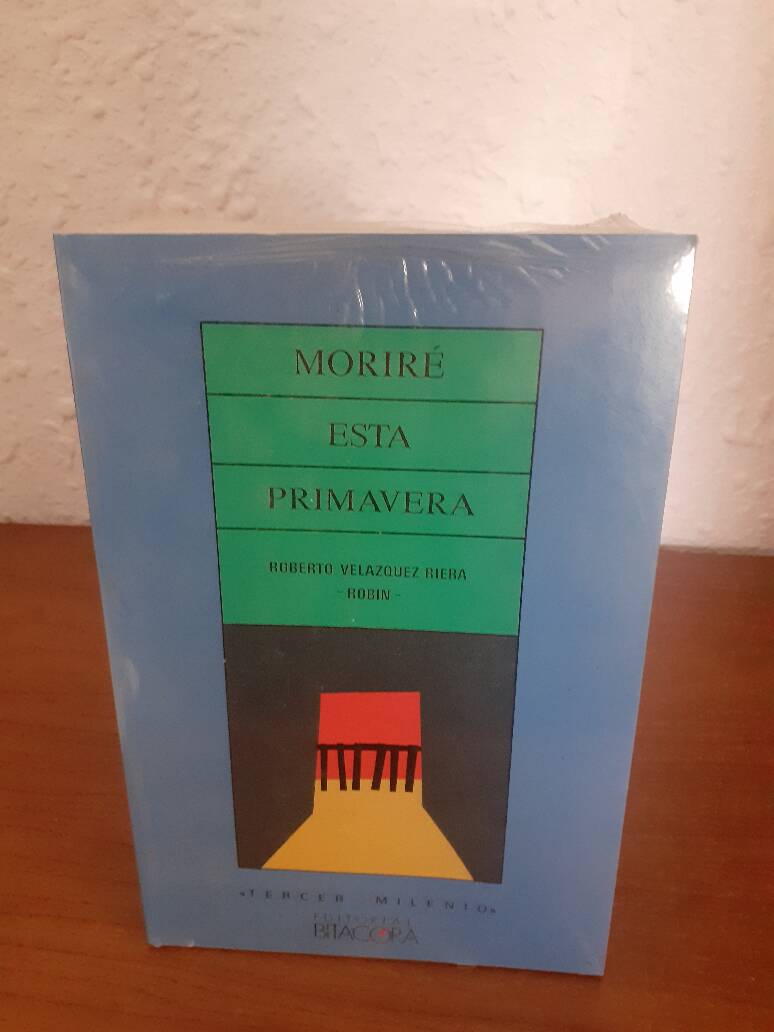 MORIRÉ
ESTA
PRIMAVERA
ROBERTO VELAZQUEZ RIERA
- ROBIN -
«TERCER MILENIO»
EDITORIAL
BITACORA